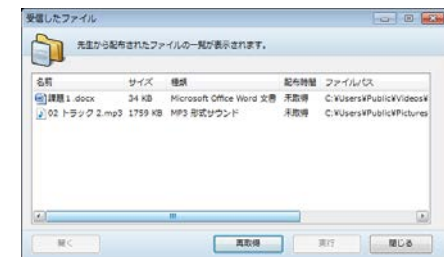 受信したファイル
先生から配布されたファイルの一覧が表示されます。
名前 サイズ 種類 配布時間 ファイルパス
課題1.docx 34 KB Microsoft Office Word 文書 未取得 C:¥Users¥Public¥Videos¥
02 トラック 2.mp3 1759 KB MP3 形式サウンド 未取得 C:¥Users¥Public¥Pictures
開く 再取得 実行 閉じる